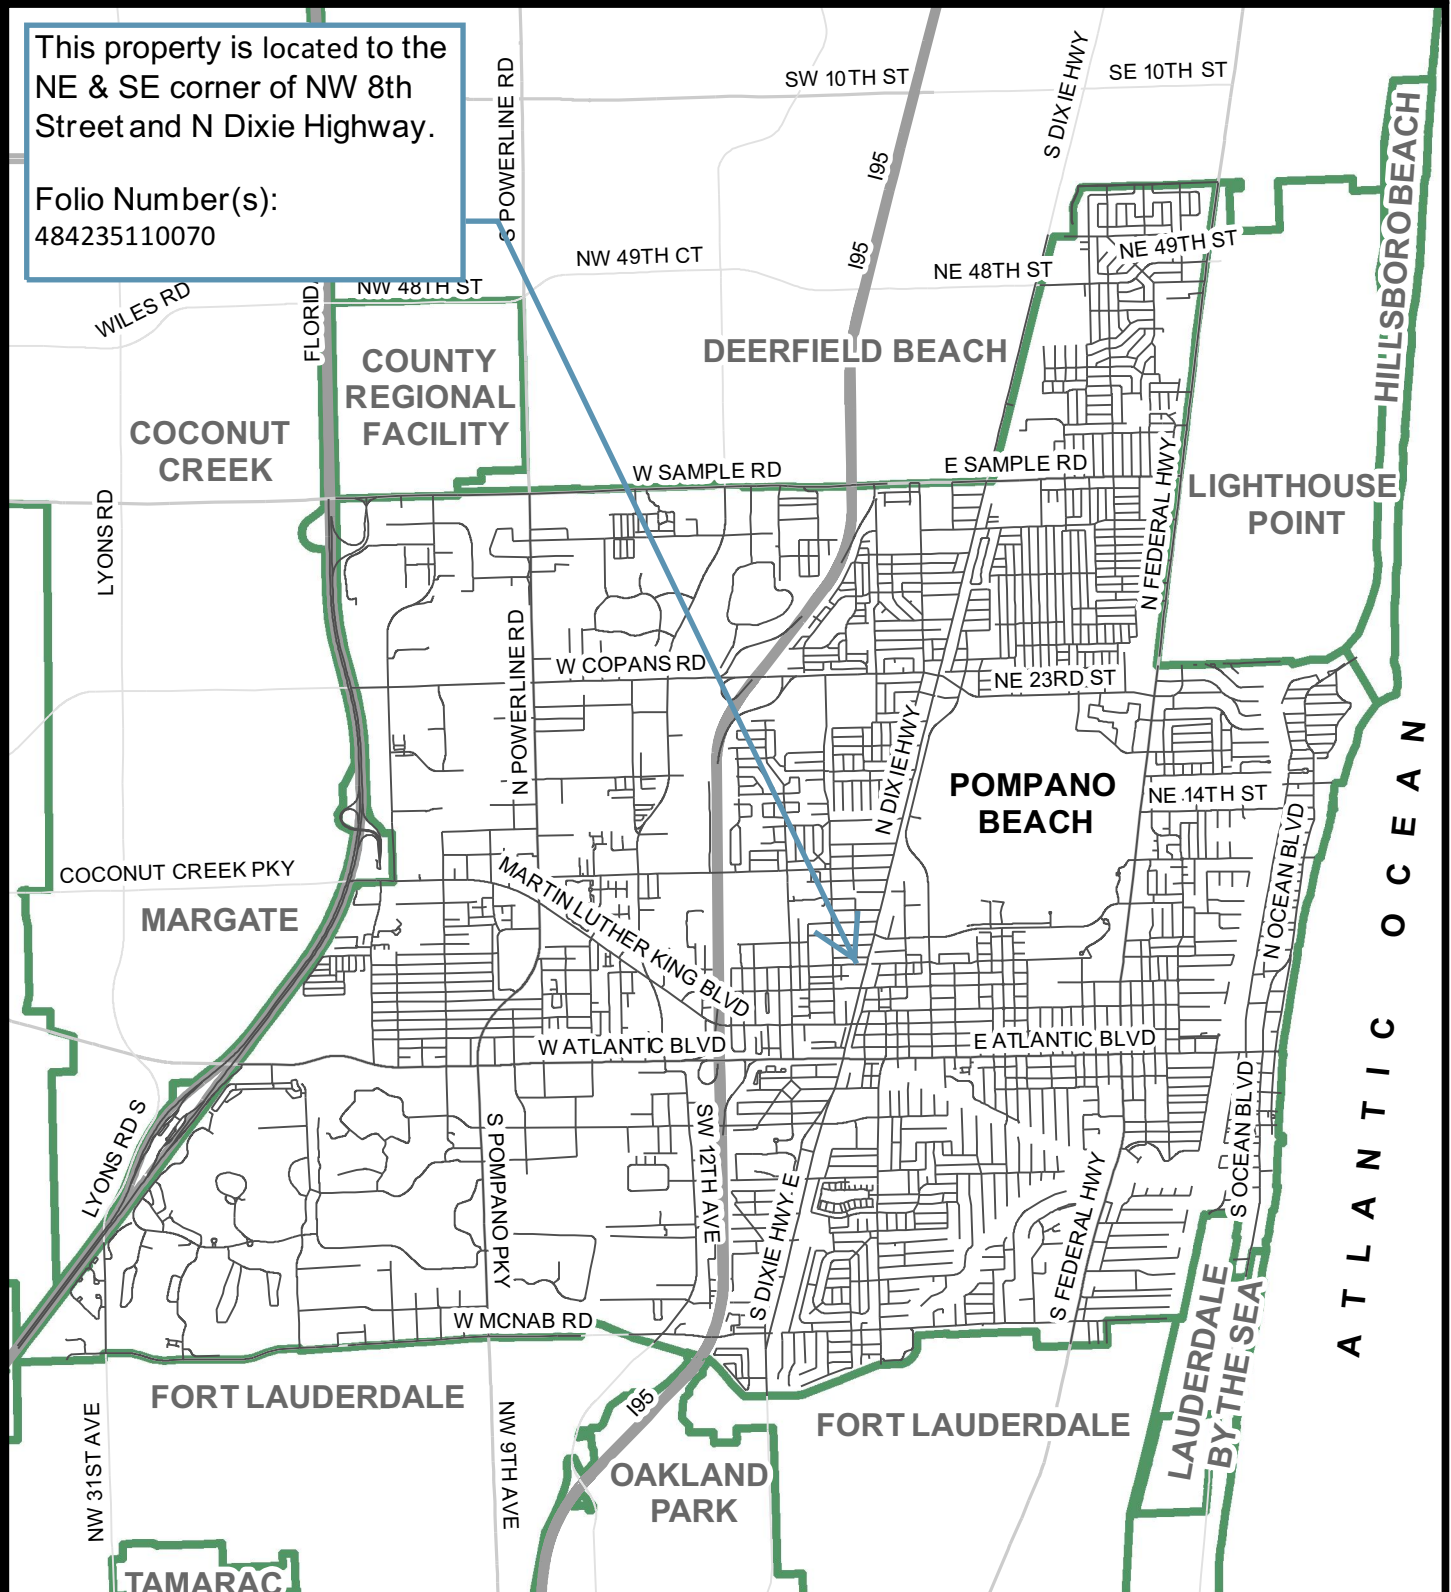 This property is located to the
NE & SE corner of NW 8th
Street and N Dixie Highway.
Folio Number(s):
484235110070
S POWERLINE RD
SW 10TH ST
S DIXIE HWY
SE 10TH ST
I95
HILLSBORO BEACH
NW 49TH CT
I95
NE 48TH ST
NE 49TH ST
WILES RD
FLORIDA
NW 48TH ST
COUNTY
REGIONAL
FACILITY
DEERFIELD BEACH
COCONUT
CREEK
W SAMPLE RD
E SAMPLE RD
LIGHTHOUSE
POINT
LYONS RD
N FEDERAL HWY
N POWERLINE RD
W COPANS RD
NE 23RD ST
N DIXIE HWY
POMPANO
BEACH
NE 14TH ST
ATLANTIC OCEAN
COCONUT CREEK PKY
MARTIN LUTHER KING BLVD
N OCEAN BLVD
MARGATE
W ATLANTIC BLVD
E ATLANTIC BLVD
LYONS RD S
S POMPANO PKY
SW 12TH AVE
S DIXIE HWY E
S FEDERAL HWY
S OCEAN BLVD
W MCNAB RD
LAUDERDALE
BY THE SEA
FORT LAUDERDALE
I95
FORT LAUDERDALE
NW 31ST AVE
NW 9TH AVE
OAKLAND
PARK
TAMARAC